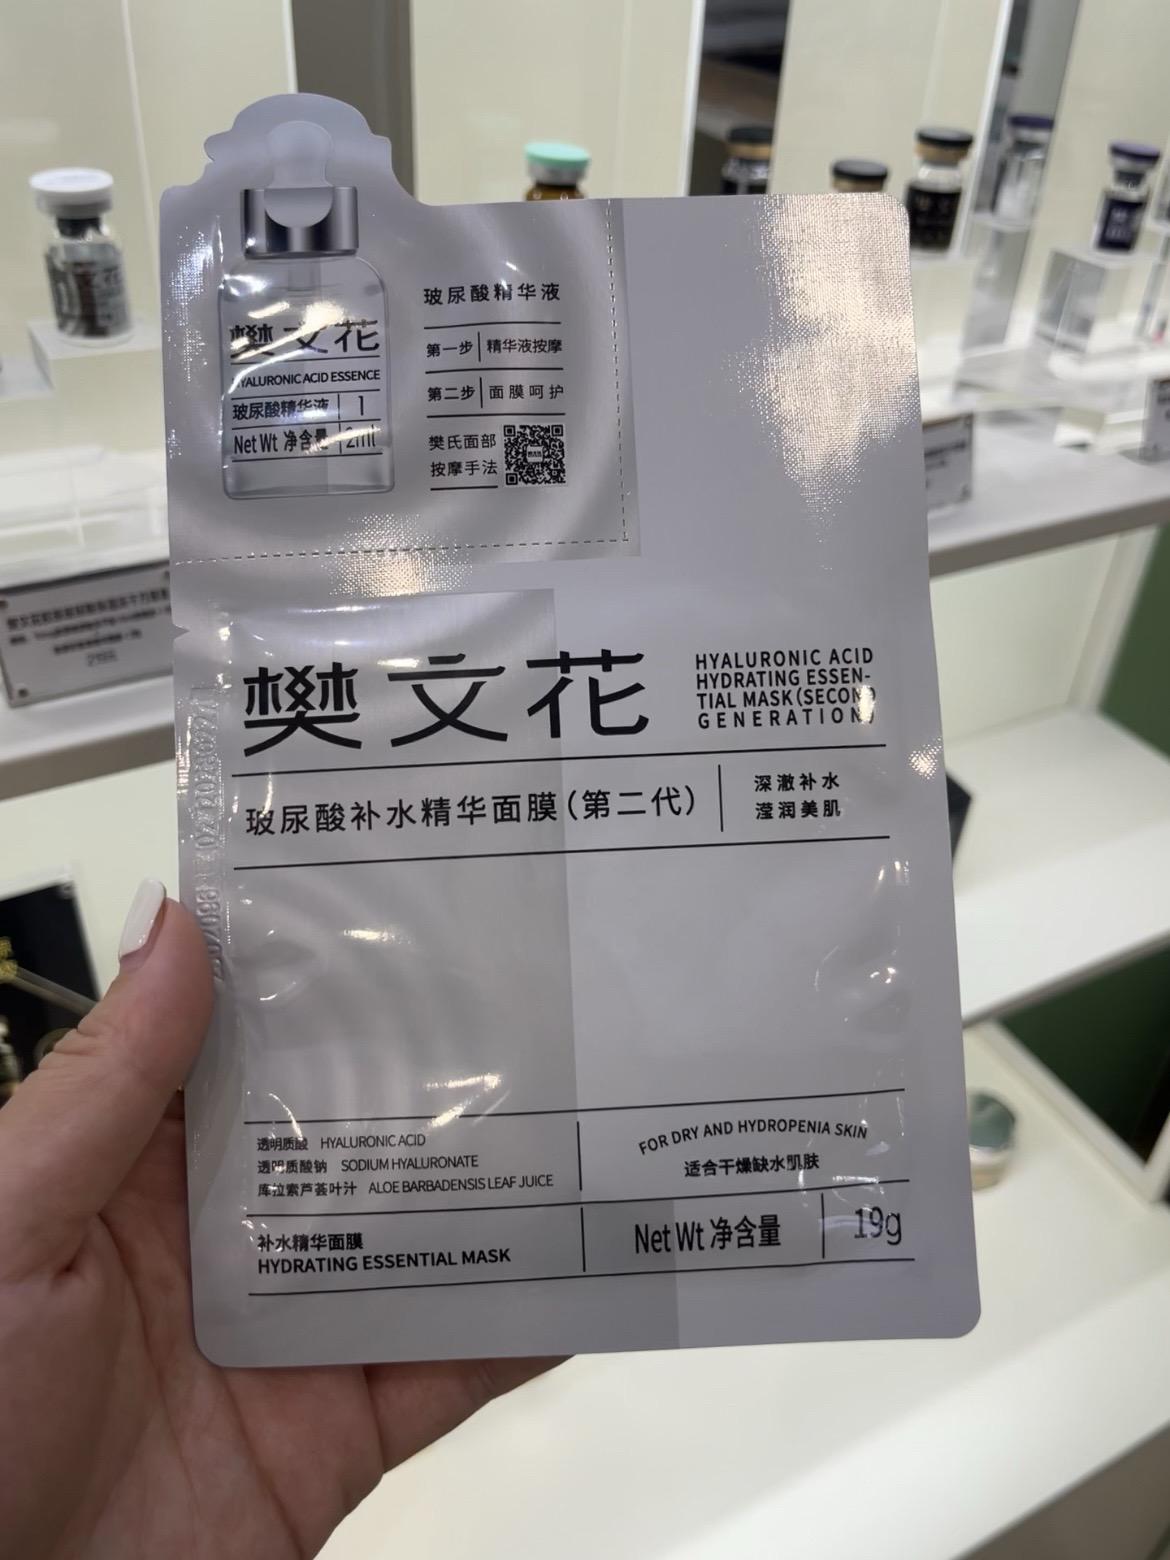 樊文花
HYALURONIC ACID ESSENCE
玻尿酸精华液 1
Net Wt 净含量 2ml
玻尿酸精华液
第一步 精华液按摩
第二步 面膜呵护
樊氏面部
按摩手法
樊文花
HYALURONIC ACID
HYDRATING ESSEN-
TIAL MASK(SECOND
GENERATION)
玻尿酸补水精华面膜(第二代)
深澈补水
滢润美肌
透明质酸 HYALURONIC ACID
透明质酸钠 SODIUM HYALURONATE
库拉索芦荟叶汁 ALOE BARBADENSIS LEAF JUICE
FOR DRY AND HYDROPENIA SKIN
适合干燥缺水肌肤
补水精华面膜
HYDRATING ESSENTIAL MASK
Net Wt 净含量 19g